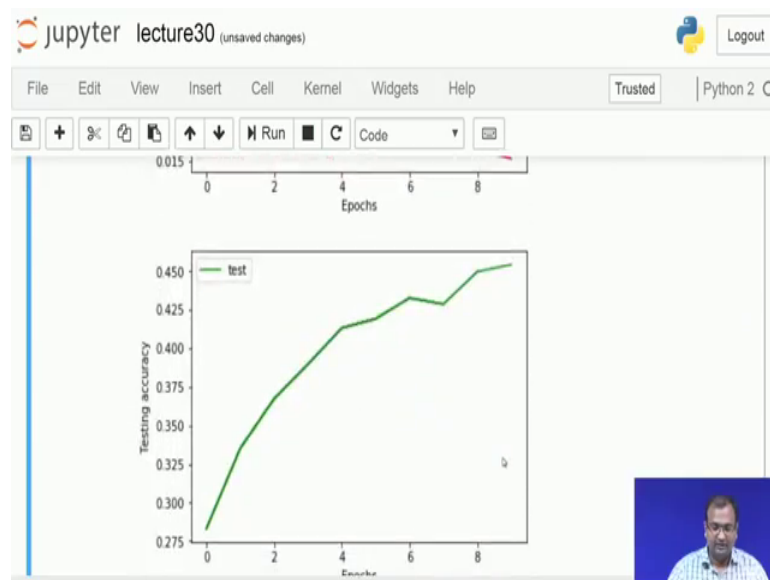 jupyter lecture30 (unsaved changes)
Logout
File Edit View Insert Cell Kernel Widgets Help
Trusted
Python 2
Run
Code
0.015
0 2 4 6 8
Epochs
test
Testing accuracy
0.450
0.425
0.400
0.375
0.350
0.325
0.300
0.275
0 2 4 6 8
Epochs